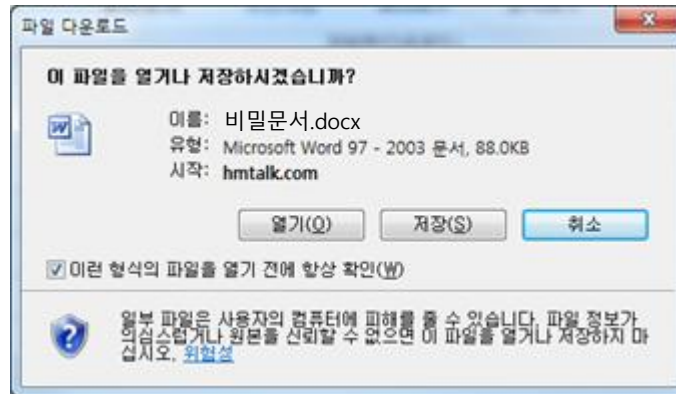 파일 다운로드
이 파일을 열거나 저장하시겠습니까?
이름: 비밀문서.docx
유형: Microsoft Word 97 - 2003 문서, 88.0KB
시작: hmtalk.com
열기(O) 저장(S) 취소
이런 형식의 파일을 열기 전에 항상 확인(W)
일부 파일은 사용자의 컴퓨터에 피해를 줄 수 있습니다. 파일 정보가
의심스럽거나 원본을 신뢰할 수 없으면 이 파일을 열거나 저장하지 마
십시오. 위험성